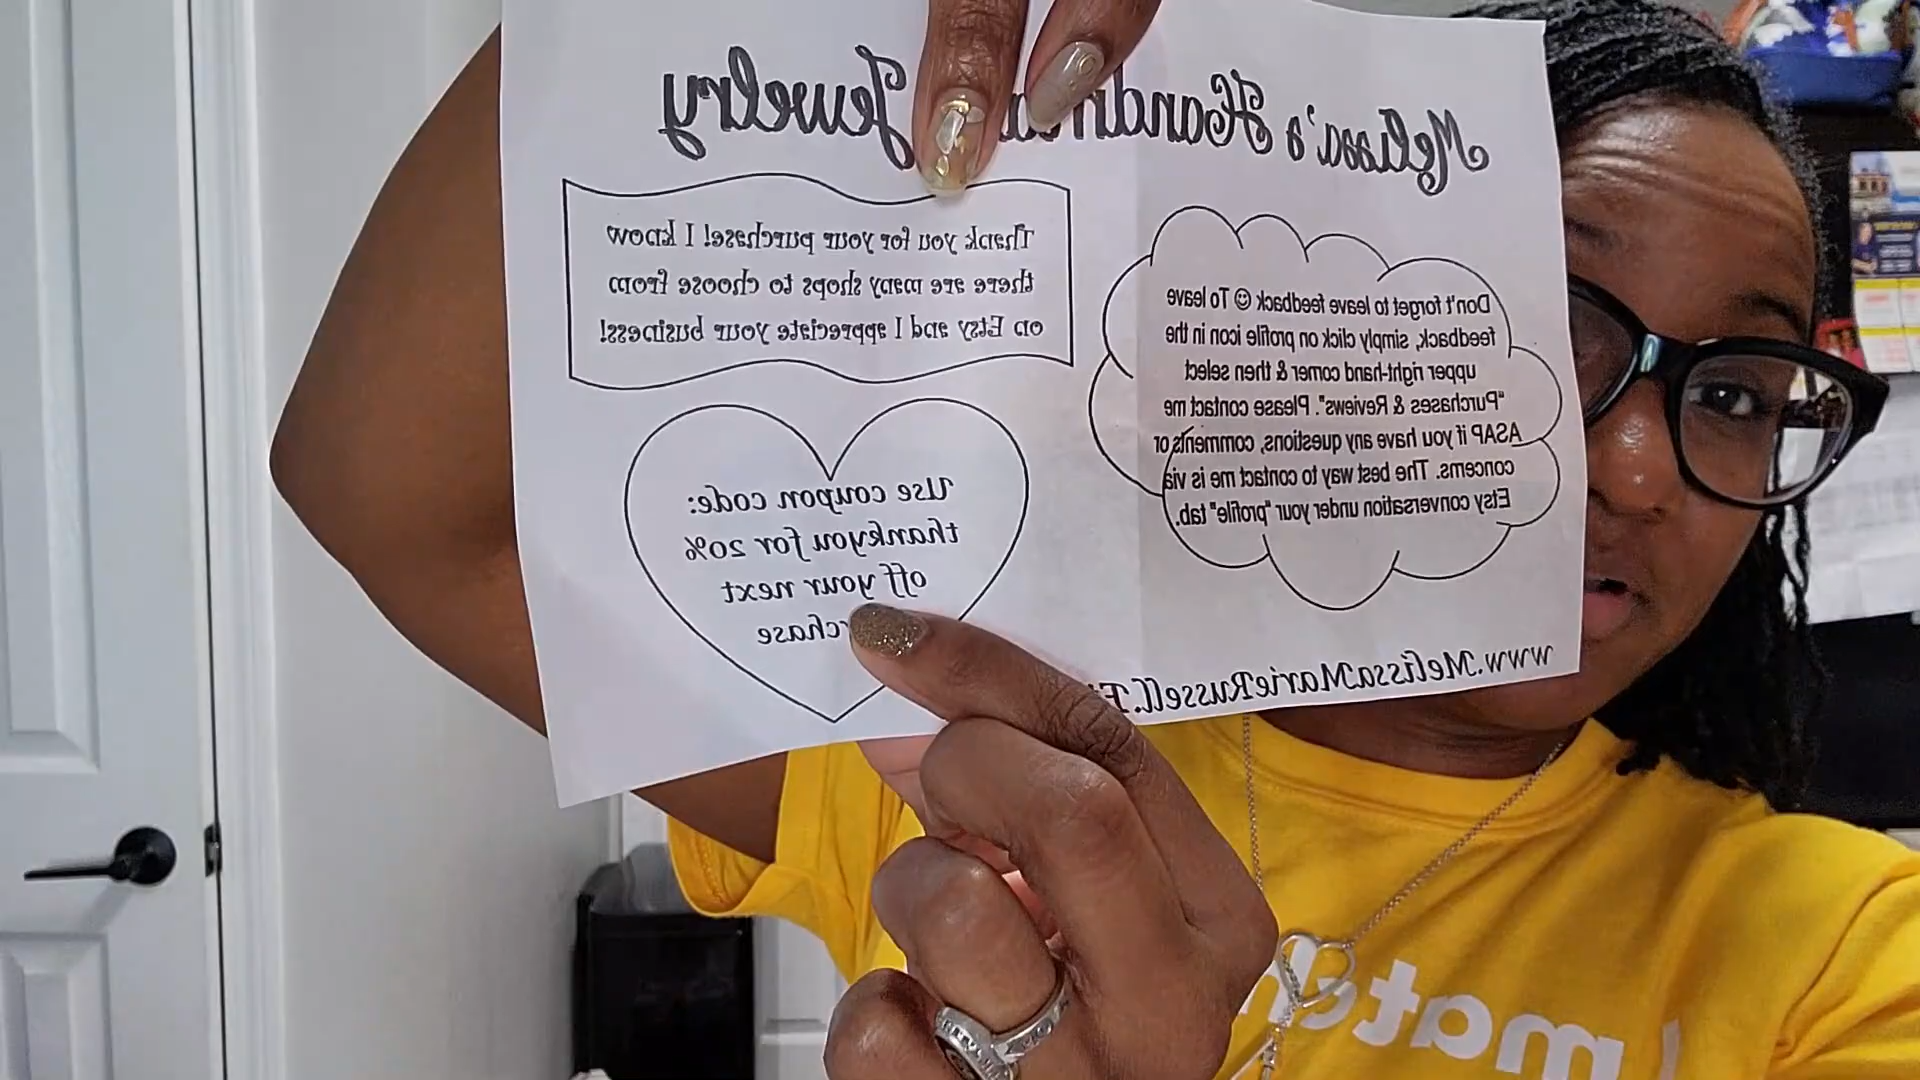 Melissa's Jewelry
Don't forget to leave feedback ☺ To leave
feedback, simply click on profile icon in the
upper right-hand corner & then select
"Purchases & Reviews". Please contact me
ASAP if you have any questions, comments or
concerns. The best way to contact me is via
Etsy conversation under your "profile" tab.
Thank you for your purchase! I know
there are many shops to choose from
on Etsy and I appreciate your business!
Use coupon code:
thankyou for 20%
off your next
www.MelissaMarieRussell.
I match